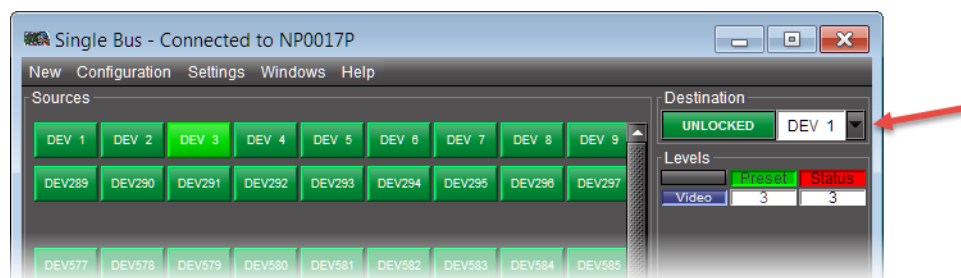 Single Bus - Connected to NP0017P
New Configuration Settings Windows Help
Sources
DEV 1 DEV 2 DEV 3 DEV 4 DEV 5 DEV 6 DEV 7 DEV 8 DEV 9
DEV289 DEV290 DEV291 DEV292 DEV293 DEV294 DEV295 DEV296 DEV297
DEV577 DEV578 DEV579 DEV580 DEV581 DEV582 DEV583 DEV584 DEV585
Destination
UNLOCKED DEV 1
Levels
Preset Status
Video 3 3